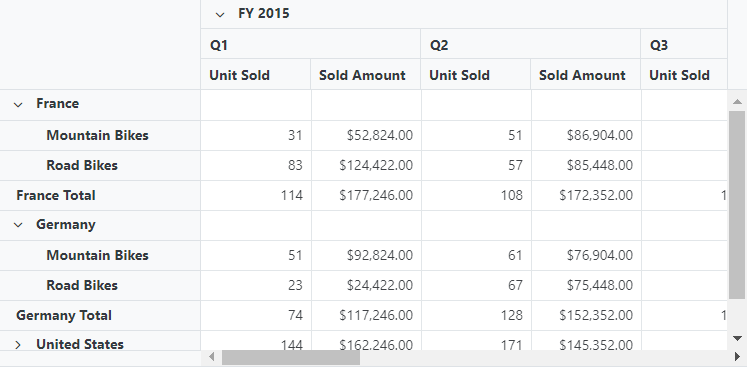 FY 2015
Q1 Q2 Q3
Unit Sold Sold Amount Unit Sold Sold Amount Unit Sold
France
Mountain Bikes 31 $52,824.00 51 $86,904.00
Road Bikes 83 $124,422.00 57 $85,448.00
France Total 114 $177,246.00 108 $172,352.00 1
Germany
Mountain Bikes 51 $92,824.00 61 $76,904.00
Road Bikes 23 $24,422.00 67 $75,448.00
Germany Total 74 $117,246.00 128 $152,352.00 1
United States 144 $162,246.00 171 $145,352.00